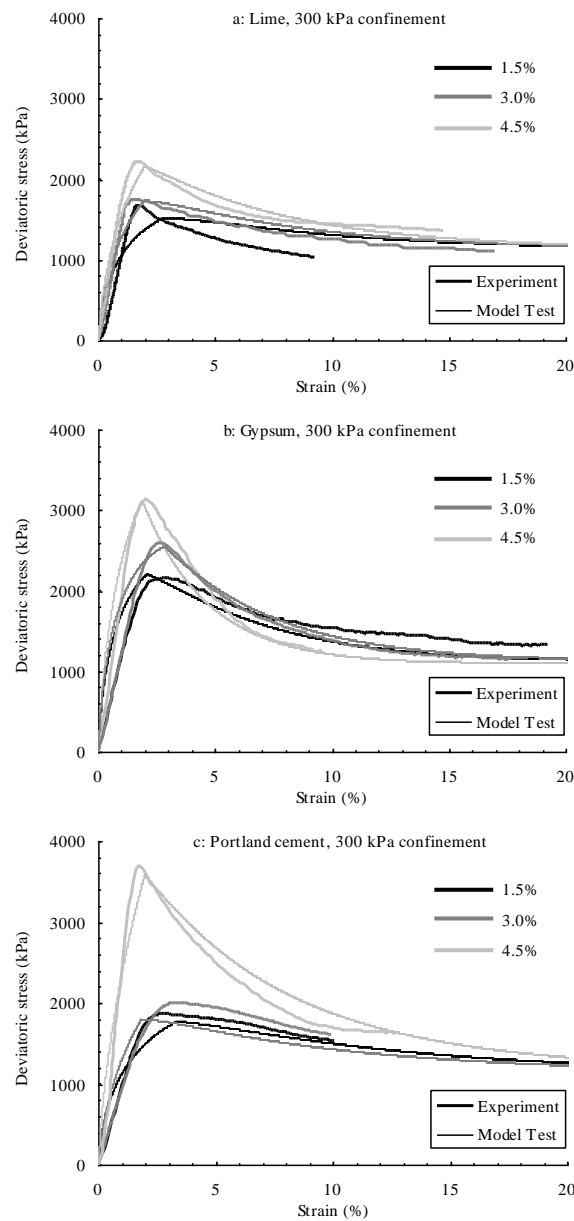 a: Lime, 300 kPa confinement
4000
3000
2000
1000
0
Deviatoric stress (kPa)
1.5%
3.0%
4.5%
Experiment
Model Test
0 5 10 15 20
Strain (%)
b: Gypsum, 300 kPa confinement
4000
3000
2000
1000
0
Deviatoric stress (kPa)
1.5%
3.0%
4.5%
Experiment
Model Test
0 5 10 15 20
Strain (%)
c: Portland cement, 300 kPa confinement
4000
3000
2000
1000
0
Deviatoric stress (kPa)
1.5%
3.0%
4.5%
Experiment
Model Test
0 5 10 15 20
Strain (%)